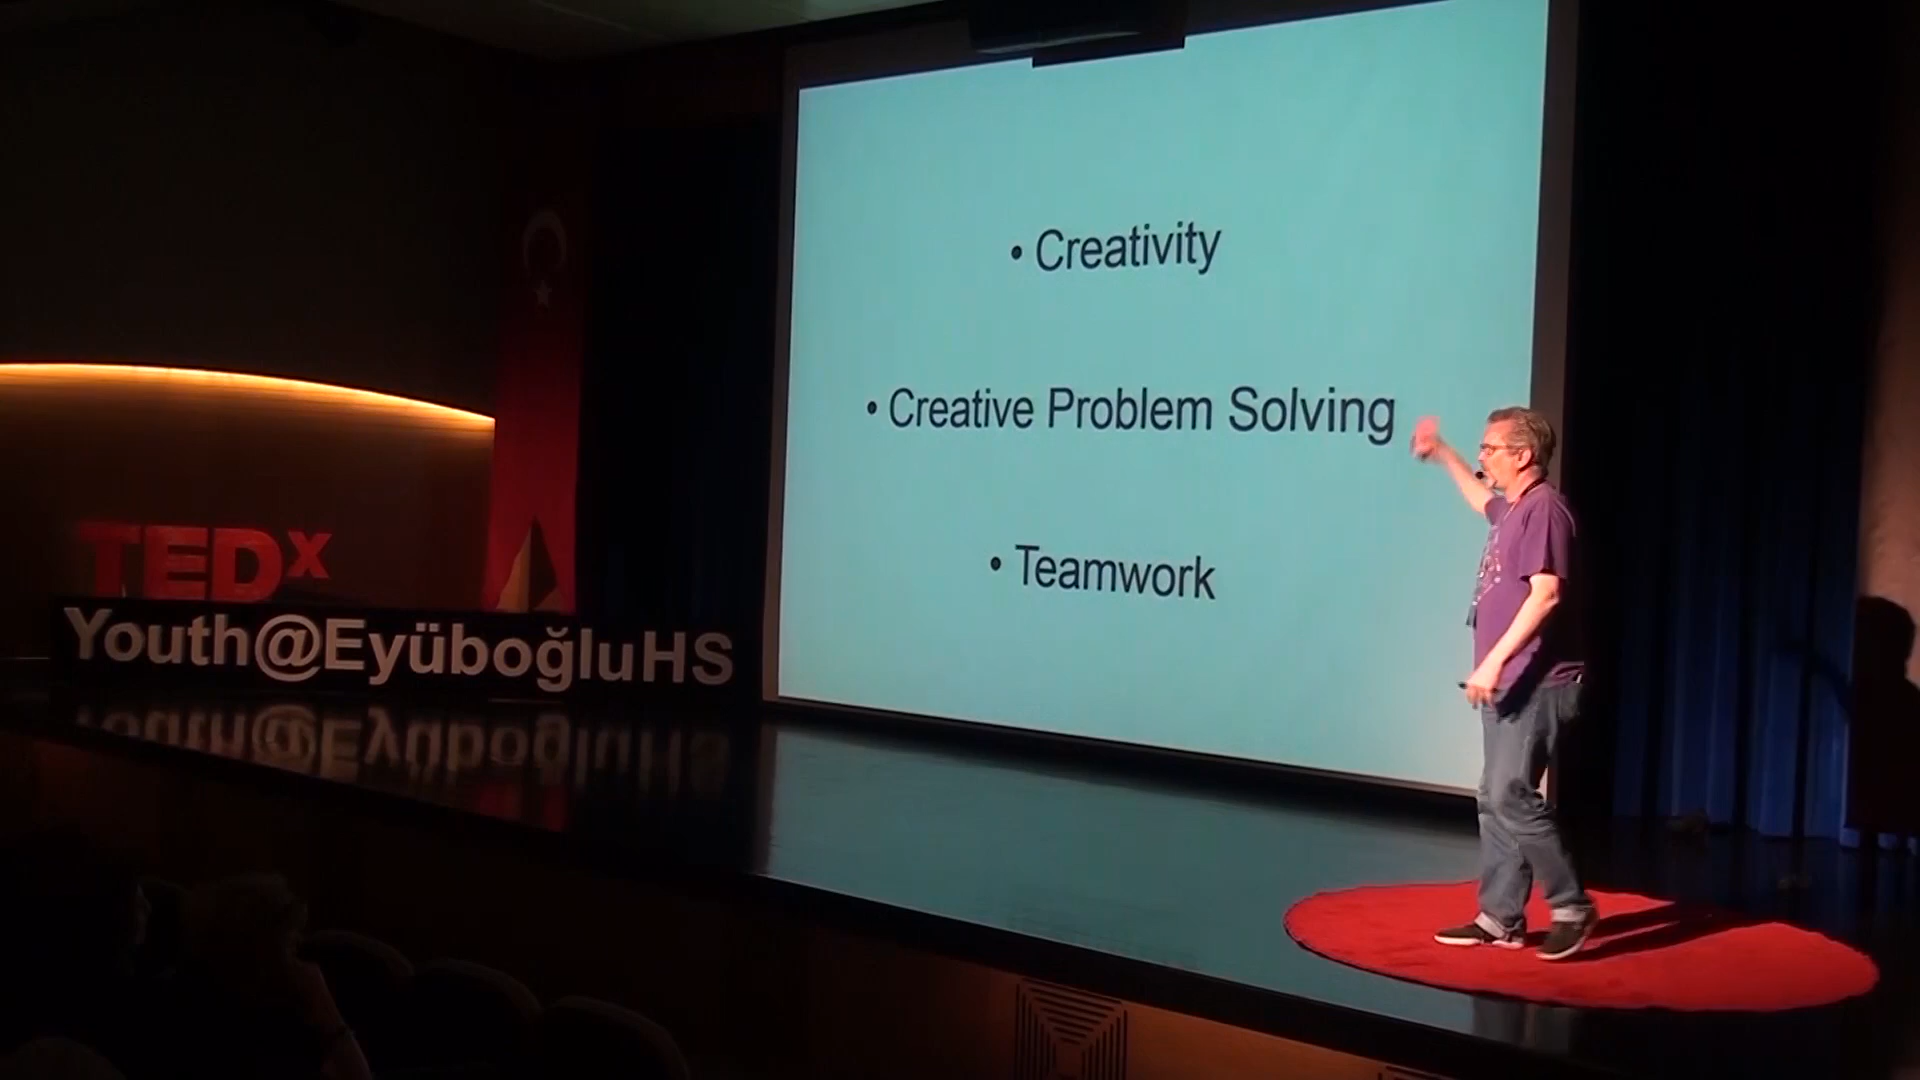 • Creativity
• Creative Problem Solving
• Teamwork
TEDx
Youth@EyüboğluHS